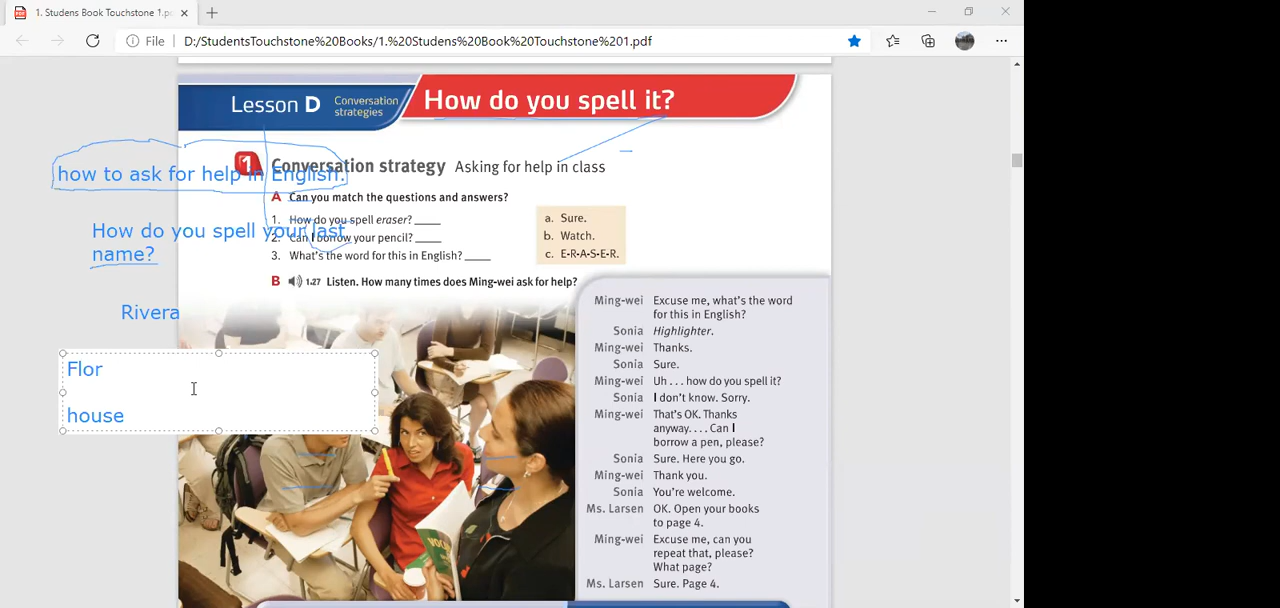 1. Studens Book Touchstone 1.p
File D:/StudentsTouchstone%20Books/1.%20Studens%20Book%20Touchstone%201.pdf
Lesson D Conversation strategies How do you spell it?
1 Conversation strategy Asking for help in class
how to ask for help in English.
A Can you match the questions and answers?
1. How do you spell eraser? ____
2. Can I borrow your pencil? ____
3. What's the word for this in English? ____
a. Sure.
b. Watch.
c. E-R-A-S-E-R.
How do you spell your last
name?
B 1.27 Listen. How many times does Ming-wei ask for help?
Rivera
Flor
house
Ming-wei Excuse me, what's the word
for this in English?
Sonia Highlighter.
Ming-wei Thanks.
Sonia Sure.
Ming-wei Uh . . . how do you spell it?
Sonia I don't know. Sorry.
Ming-wei That's OK. Thanks
anyway. . . . Can I
borrow a pen, please?
Sonia Sure. Here you go.
Ming-wei Thank you.
Sonia You're welcome.
Ms. Larsen OK. Open your books
to page 4.
Ming-wei Excuse me, can you
repeat that, please?
What page?
Ms. Larsen Sure. Page 4.